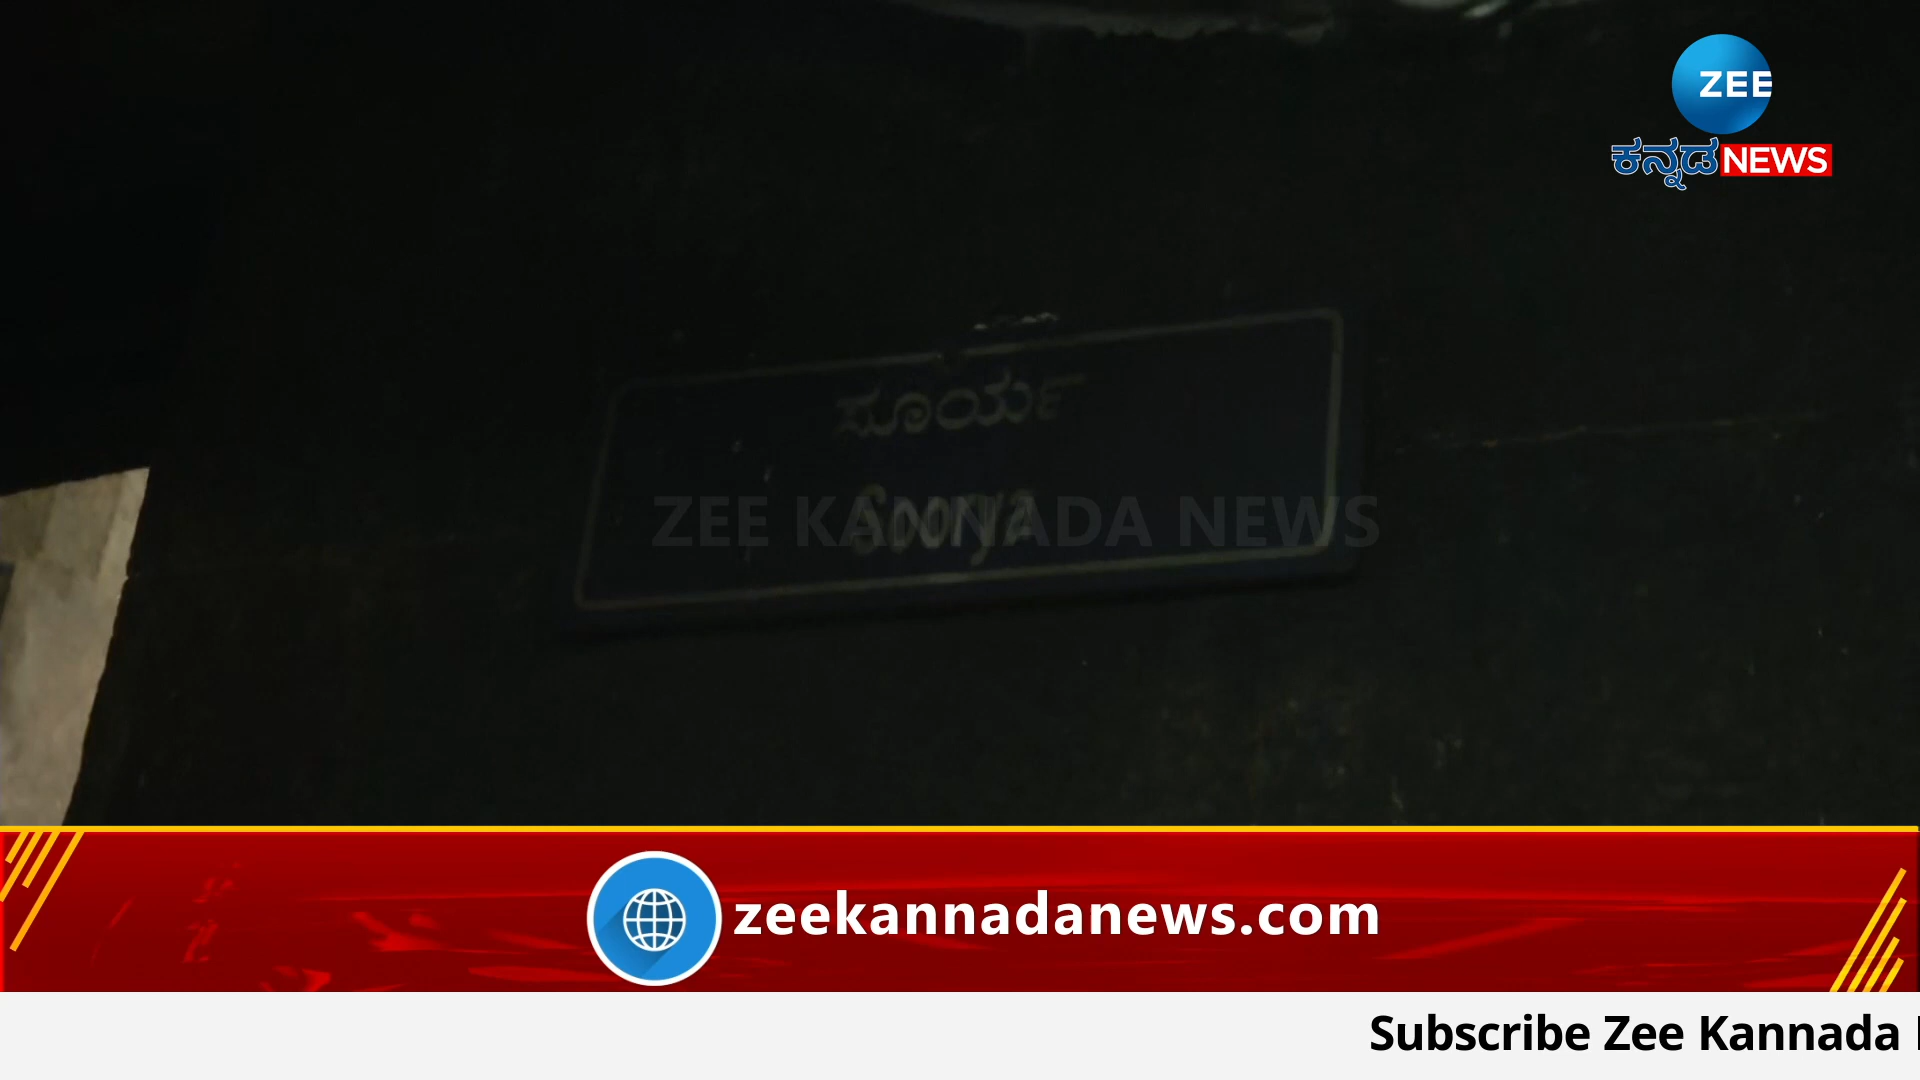 ZEE
ಕನ್ನಡ NEWS
ಸೂರ್ಯ
Soorya
ZEE KANNADA NEWS
zeekannadanews.com
Subscribe Zee Kannada